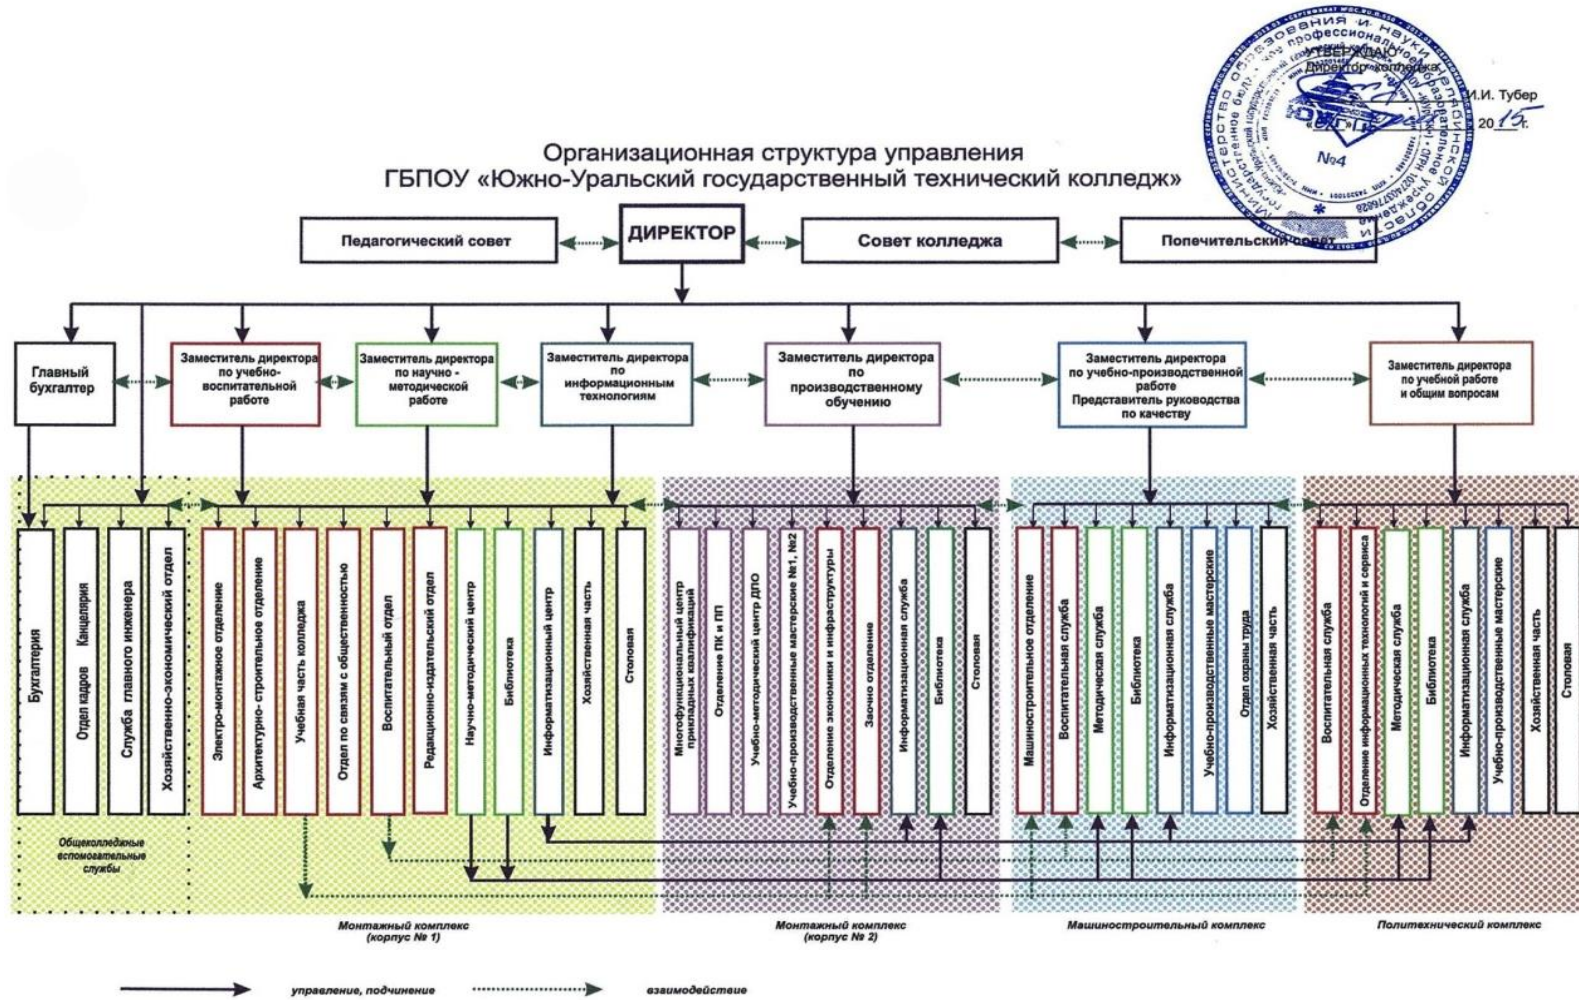 УТВЕРЖДАЮ
Директор колледжа
И.И. Тубер
2015г.
№4
Организационная структура управления
ГБПОУ «Южно-Уральский государственный технический колледж»
Педагогический совет
ДИРЕКТОР
Совет колледжа
Попечительский совет
Главный
бухгалтер
Заместитель директора
по учебно-
воспитательной
работе
Заместитель директора
по научно -
методической
работе
Заместитель директора
по
информационным
технологиям
Заместитель директора
по
производственному
обучению
Заместитель директора
по учебно-производственной
работе
Представитель руководства
по качеству
Заместитель директора
по учебной работе
и общим вопросам
Бухгалтерия
Отдел кадров Канцелярия
Служба главного инженера
Хозяйственно-экономический отдел
Электро-монтажное отделение
Архитектурно- строительное отделение
Учебная часть колледжа
Отдел по связям с общественностью
Воспитательный отдел
Редакционно-издательский отдел
Научно-методический центр
Библиотека
Информатизационный центр
Хозяйственная часть
Столовая
Многофункциональный центр
прикладных квалификаций
Отделение ПК и ПП
Учебно-методический центр ДПО
Учебно-производственные мастерские №1, №2
Отделение экономики и инфраструктуры
Заочно отделение
Информатизационная служба
Библиотека
Столовая
Машиностроительное отделение
Воспитательная служба
Методическая служба
Библиотека
Информатизационная служба
Учебно-производственные мастерские
Отдел охраны труда
Хозяйственная часть
Воспитательная служба
Отделение информационных технологий и сервиса
Методическая служба
Библиотека
Информатизационная служба
Учебно-производственные мастерские
Хозяйственная часть
Столовая
Общеколледжные
вспомогательные
службы
Монтажный комплекс
(корпус № 1)
Монтажный комплекс
(корпус № 2)
Машиностроительный комплекс
Политехнический комплекс
управление, подчинение
взаимодействие